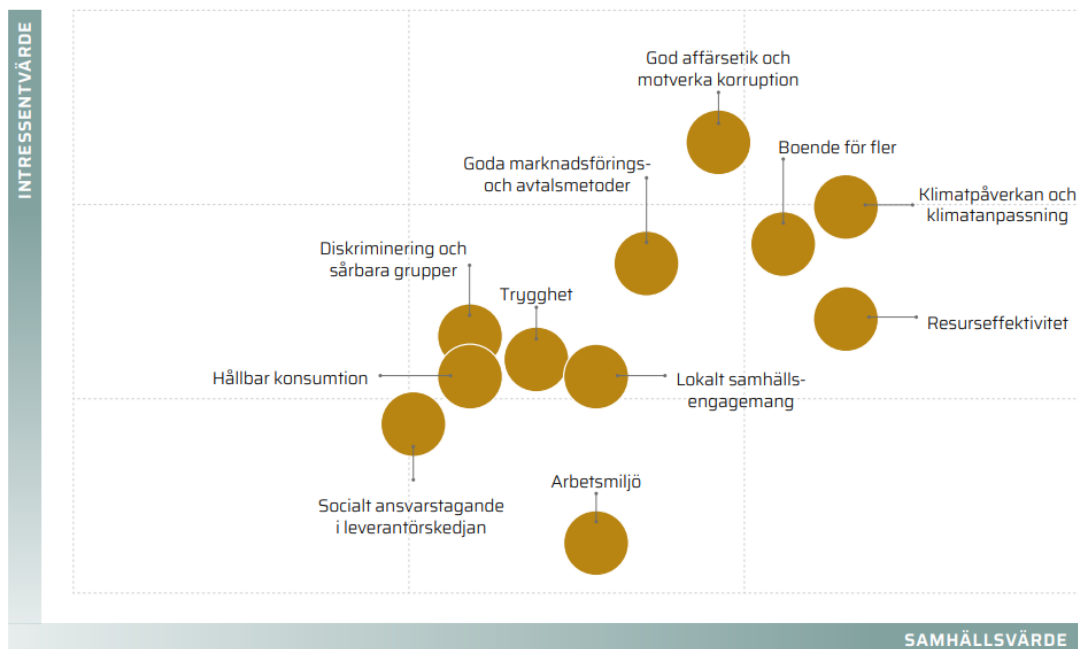 INTRESSENTVÄRDE
God affärsetik och
motverka korruption
Boende för fler
Goda marknadsförings-
och avtalsmetoder
Klimatpåverkan och
klimatanpassning
Diskriminering och
sårbara grupper
Trygghet
Resurseffektivitet
Hållbar konsumtion
Lokalt samhälls-
engagemang
Arbetsmiljö
Socialt ansvarstagande
i leverantörskedjan
SAMHÄLLSVÄRDE